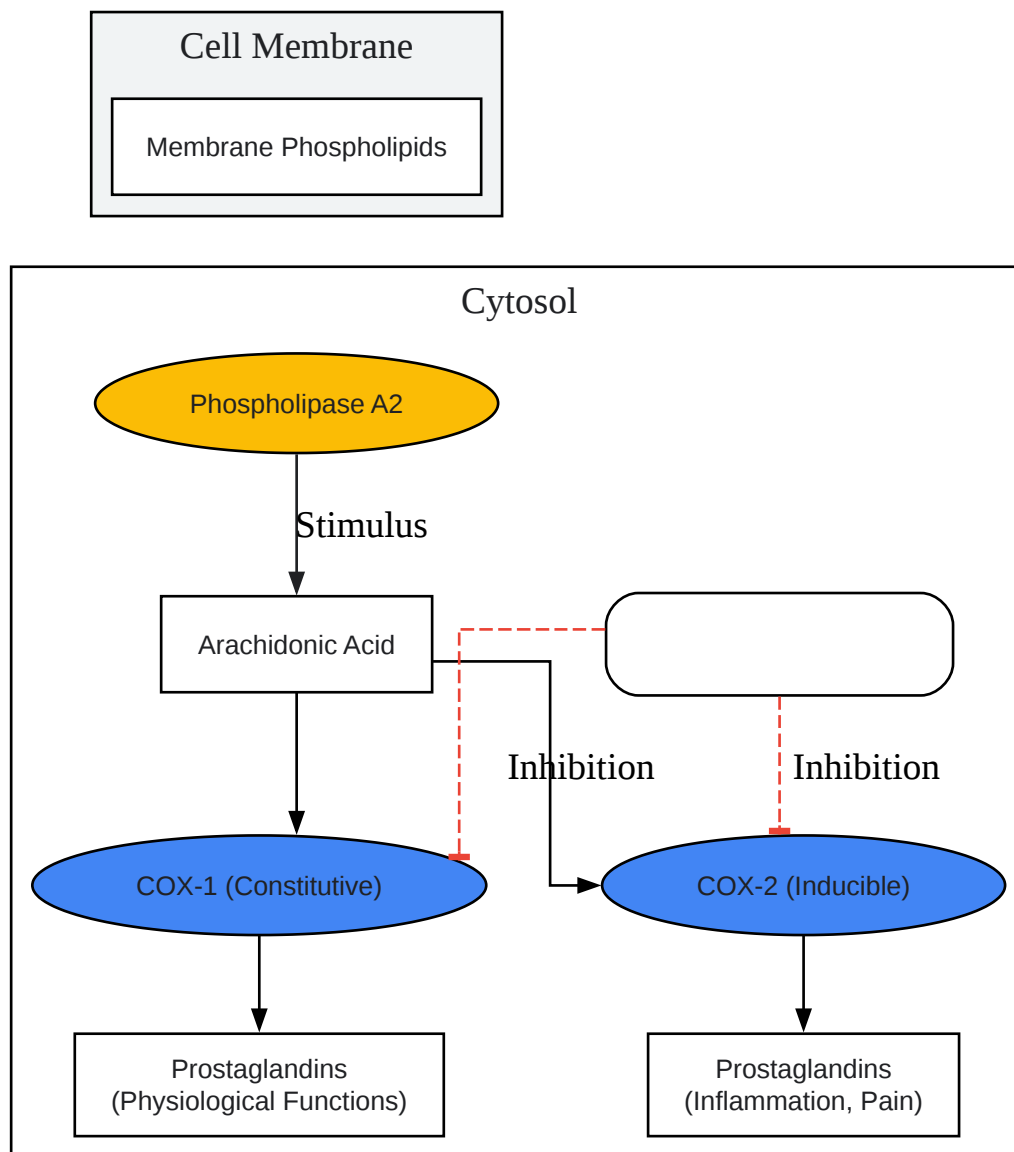 Cell Membrane
Membrane Phospholipids
Cytosol
Phospholipase A2
Stimulus
Arachidonic Acid
Inhibition
Inhibition
COX-1 (Constitutive)
COX-2 (Inducible)
Prostaglandins
(Physiological Functions)
Prostaglandins
(Inflammation, Pain)